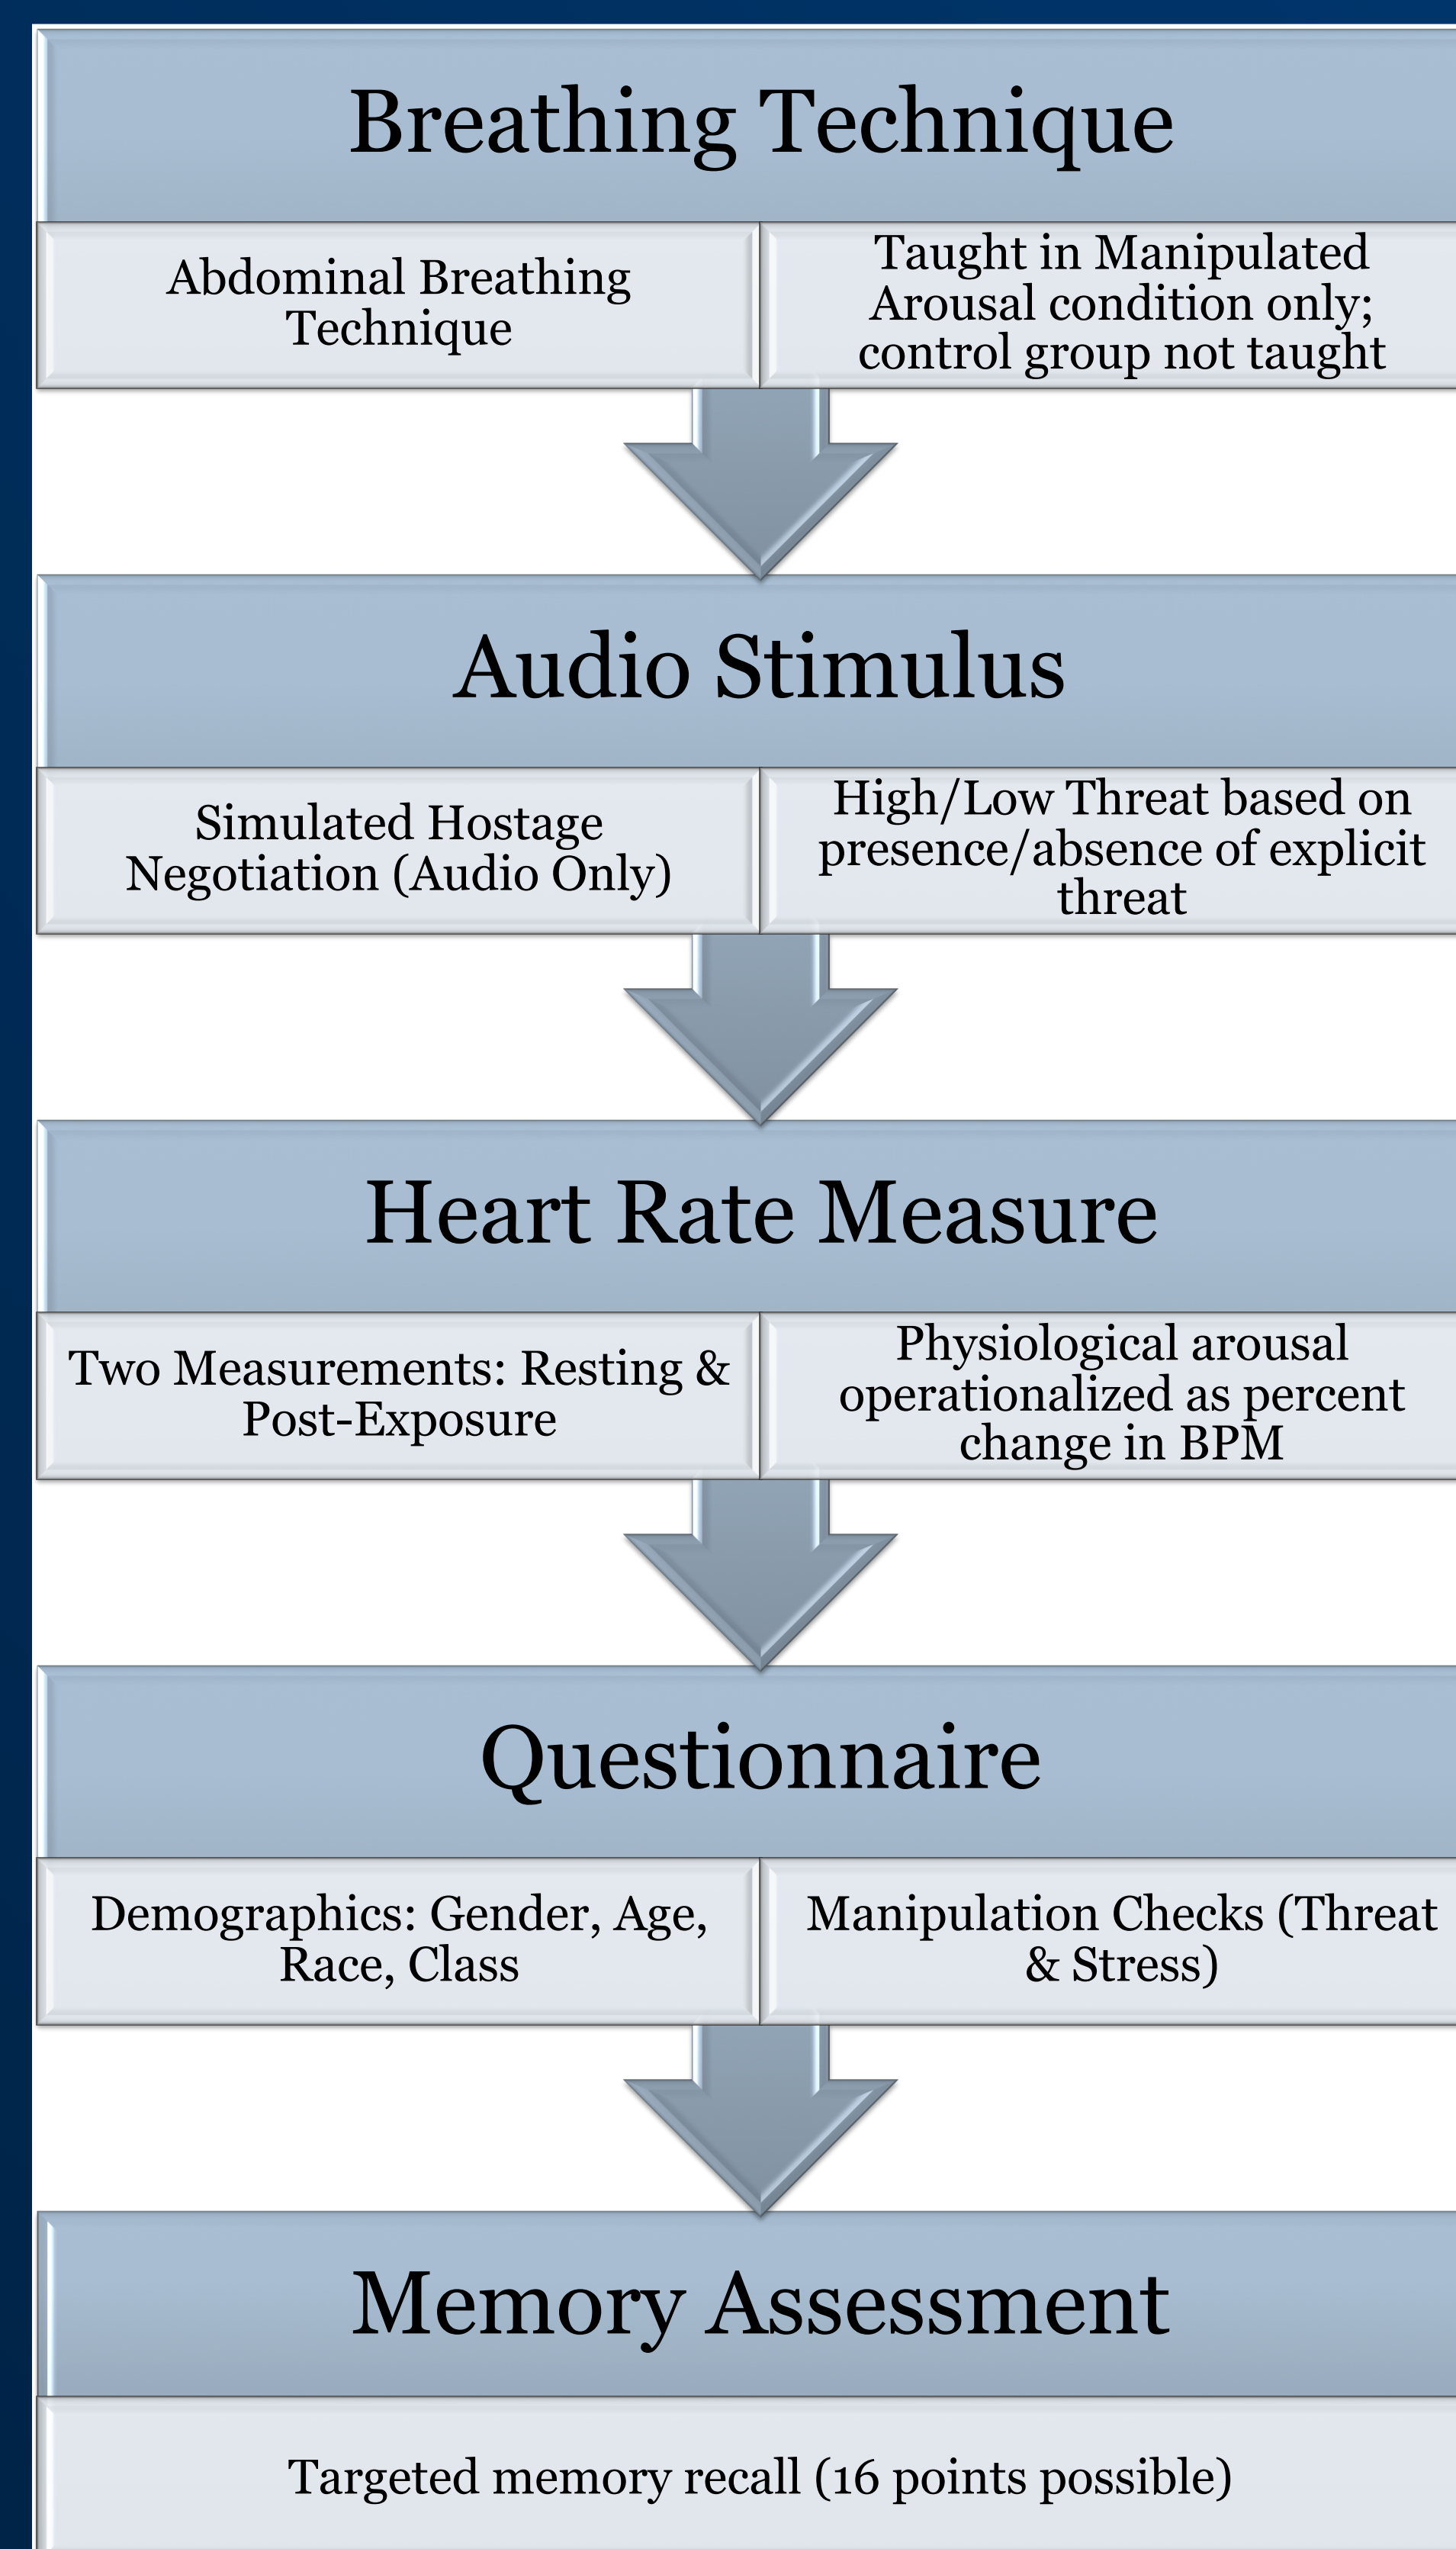 Breathing Technique
Abdominal Breathing
Technique
Taught in Manipulated
Arousal condition only;
control group not taught
Audio Stimulus
Simulated Hostage
Negotiation (Audio Only)
High/Low Threat based on
presence/absence of explicit
threat
Heart Rate Measure
Two Measurements: Resting &
Post-Exposure
Physiological arousal
operationalized as percent
change in BPM
Questionnaire
Demographics: Gender, Age,
Race, Class
Manipulation Checks (Threat
& Stress)
Memory Assessment
Targeted memory recall (16 points possible)